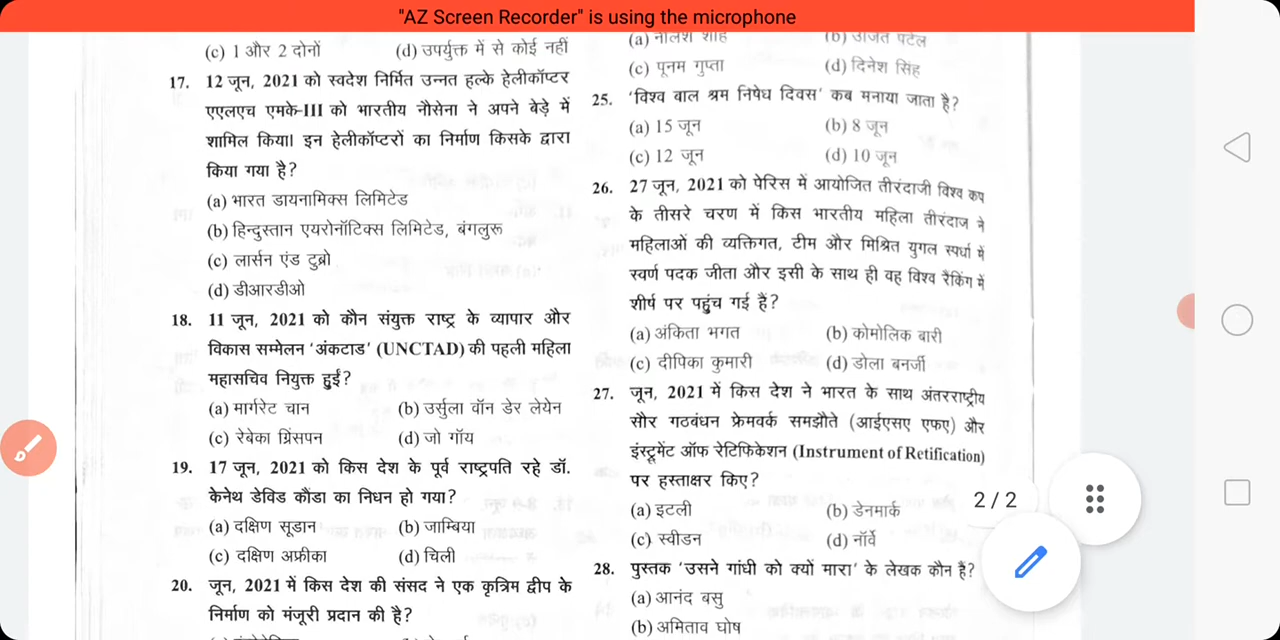 "AZ Screen Recorder" is using the microphone
(c) 1 और 2 दोनों (d) उपर्युक्त में से कोई नहीं
17. 12 जून, 2021 को स्वदेश निर्मित उन्नत हल्के हेलीकॉप्टर
एएलएच एमके-III को भारतीय नौसेना ने अपने बेड़े में
शामिल किया। इन हेलीकॉप्टरों का निर्माण किसके द्वारा
किया गया है?
(a) भारत डायनामिक्स लिमिटेड
(b) हिन्दुस्तान एयरोनॉटिक्स लिमिटेड, बंगलुरू
(c) लार्सन एंड टुब्रो
(d) डीआरडीओ
18. 11 जून, 2021 को कौन संयुक्त राष्ट्र के व्यापार और
विकास सम्मेलन 'अंकटाड' (UNCTAD) की पहली महिला
महासचिव नियुक्त हुई?
(a) मार्गरेट चान (b) उर्सुला वॉन डेर लेयेन
(c) रेबेका ग्रिंसपन (d) जो गॉय
19. 17 जून, 2021 को किस देश के पूर्व राष्ट्रपति रहे डॉ.
केनेथ डेविड कौंडा का निधन हो गया?
(a) दक्षिण सूडान (b) जाम्बिया
(c) दक्षिण अफ्रीका (d) चिली
20. जून, 2021 में किस देश की संसद ने एक कृत्रिम द्वीप के
निर्माण को मंजूरी प्रदान की है?
(a) नीलेश शाह (b) उर्जित पटेल
(c) पूनम गुप्ता (d) दिनेश सिंह
25. 'विश्व बाल श्रम निषेध दिवस' कब मनाया जाता है?
(a) 15 जून (b) 8 जून
(c) 12 जून (d) 10 जून
26. 27 जून, 2021 को पेरिस में आयोजित तीरंदाजी विश्व कप
के तीसरे चरण में किस भारतीय महिला तीरंदाज ने
महिलाओं की व्यक्तिगत, टीम और मिश्रित युगल स्पर्धा में
स्वर्ण पदक जीता और इसी के साथ ही वह विश्व रैंकिंग में
शीर्ष पर पहुंच गई हैं?
(a) अंकिता भगत (b) कोमोलिक बारी
(c) दीपिका कुमारी (d) डोला बनर्जी
27. जून, 2021 में किस देश ने भारत के साथ अंतरराष्ट्रीय
सौर गठबंधन फ्रेमवर्क समझौते (आईएसए एफए) और
इंस्ट्रूमेंट ऑफ रेटिफिकेशन (Instrument of Retification)
पर हस्ताक्षर किए?
(a) इटली (b) डेनमार्क
(c) स्वीडन (d) नॉर्वे
28. पुस्तक 'उसने गांधी को क्यों मारा' के लेखक कौन हैं?
(a) आनंद बसु
(b) अमिताव घोष
2 / 2